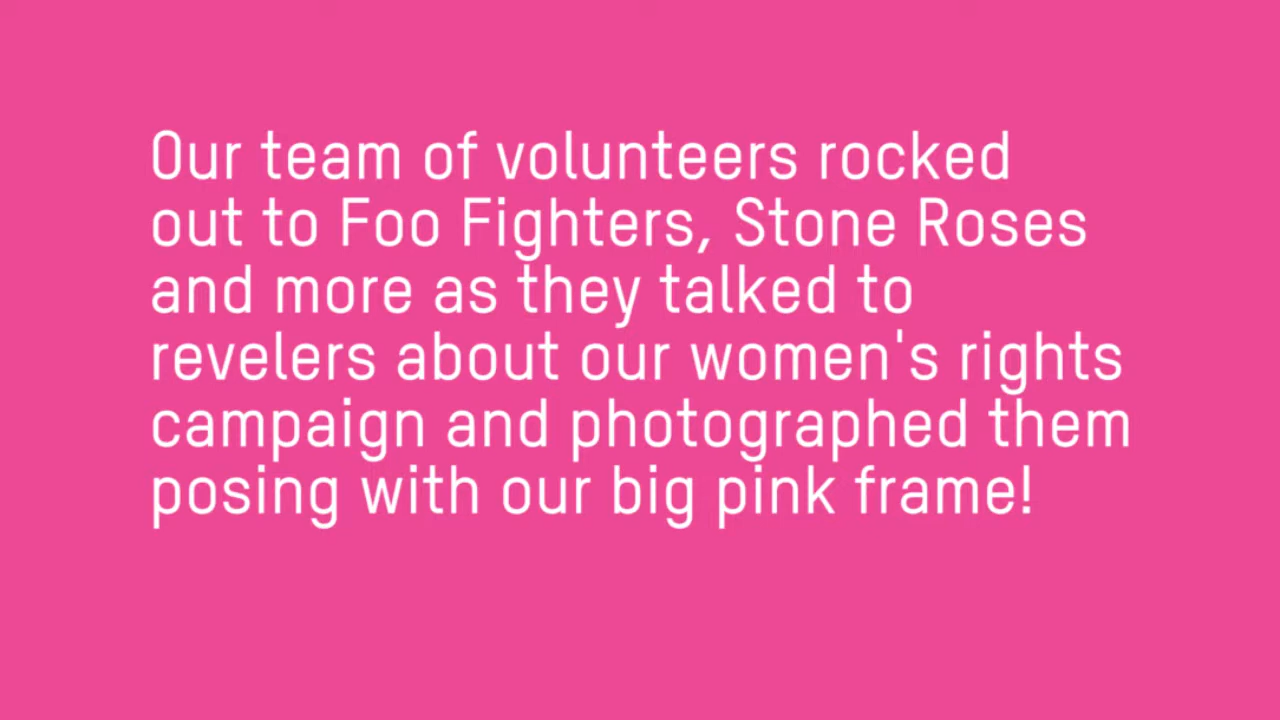 Our team of volunteers rocked
out to Foo Fighters, Stone Roses
and more as they talked to
revelers about our women's rights
campaign and photographed them
posing with our big pink frame!